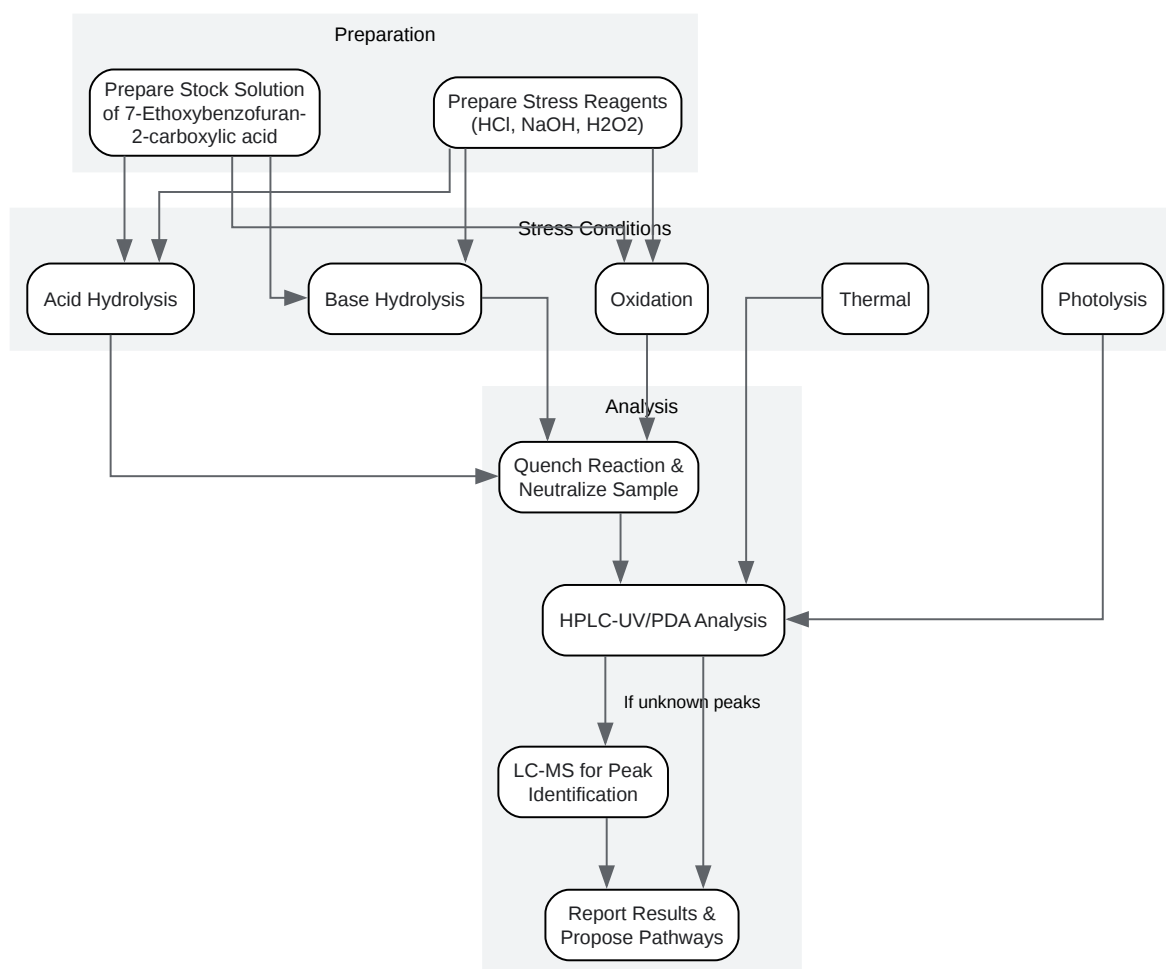 Preparation
Prepare Stock Solution
of 7-Ethoxybenzofuran-
2-carboxylic acid
Prepare Stress Reagents
(HCl, NaOH, H2O2)
Stress Conditions
Acid Hydrolysis
Base Hydrolysis
Oxidation
Thermal
Photolysis
Analysis
Quench Reaction &
Neutralize Sample
HPLC-UV/PDA Analysis
If unknown peaks
LC-MS for Peak
Identification
Report Results &
Propose Pathways